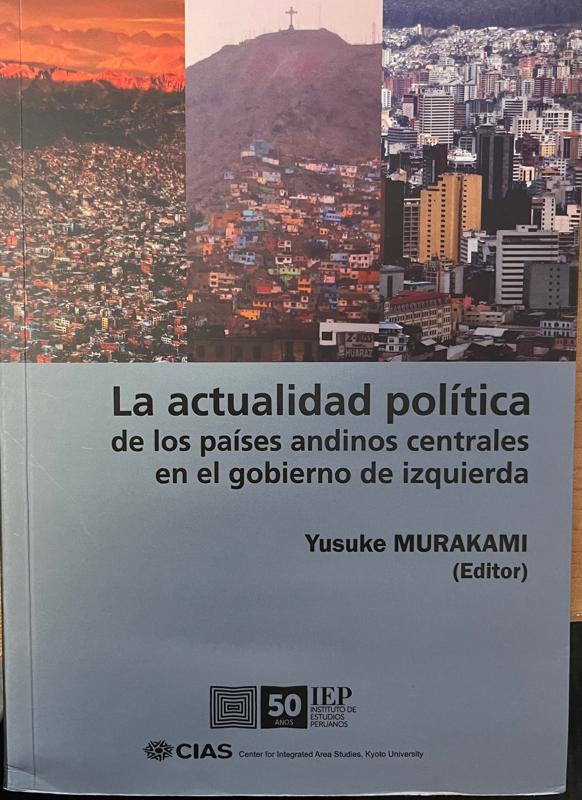 HUARAZ
La actualidad política
de los países andinos centrales
en el gobierno de izquierda
Yusuke MURAKAMI
(Editor)
50
AÑOS
IEP
INSTITUTO DE
ESTUDIOS
PERUANOS
CIAS Center for Integrated Area Studies, Kyoto University